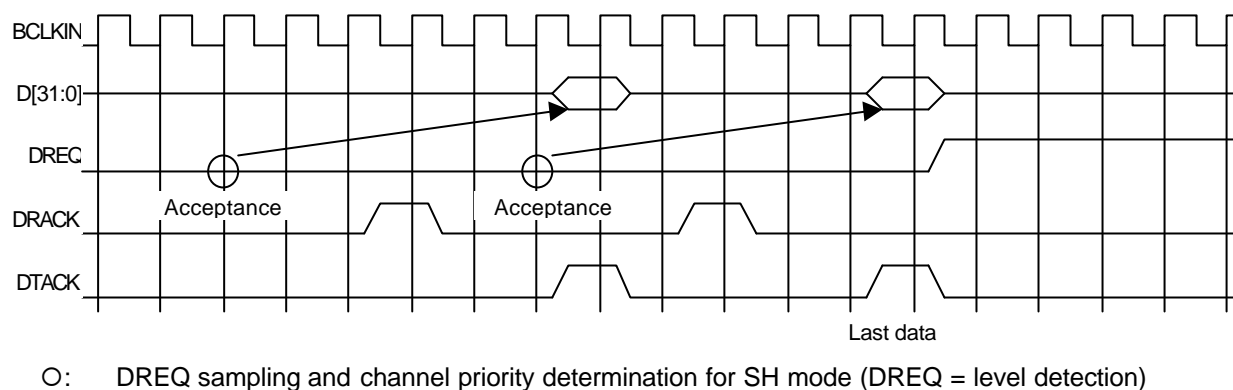 BCLKIN
D[31:0]
DREQ
Acceptance Acceptance
DRACK
DTACK
Last data
O: DREQ sampling and channel priority determination for SH mode (DREQ = level detection)